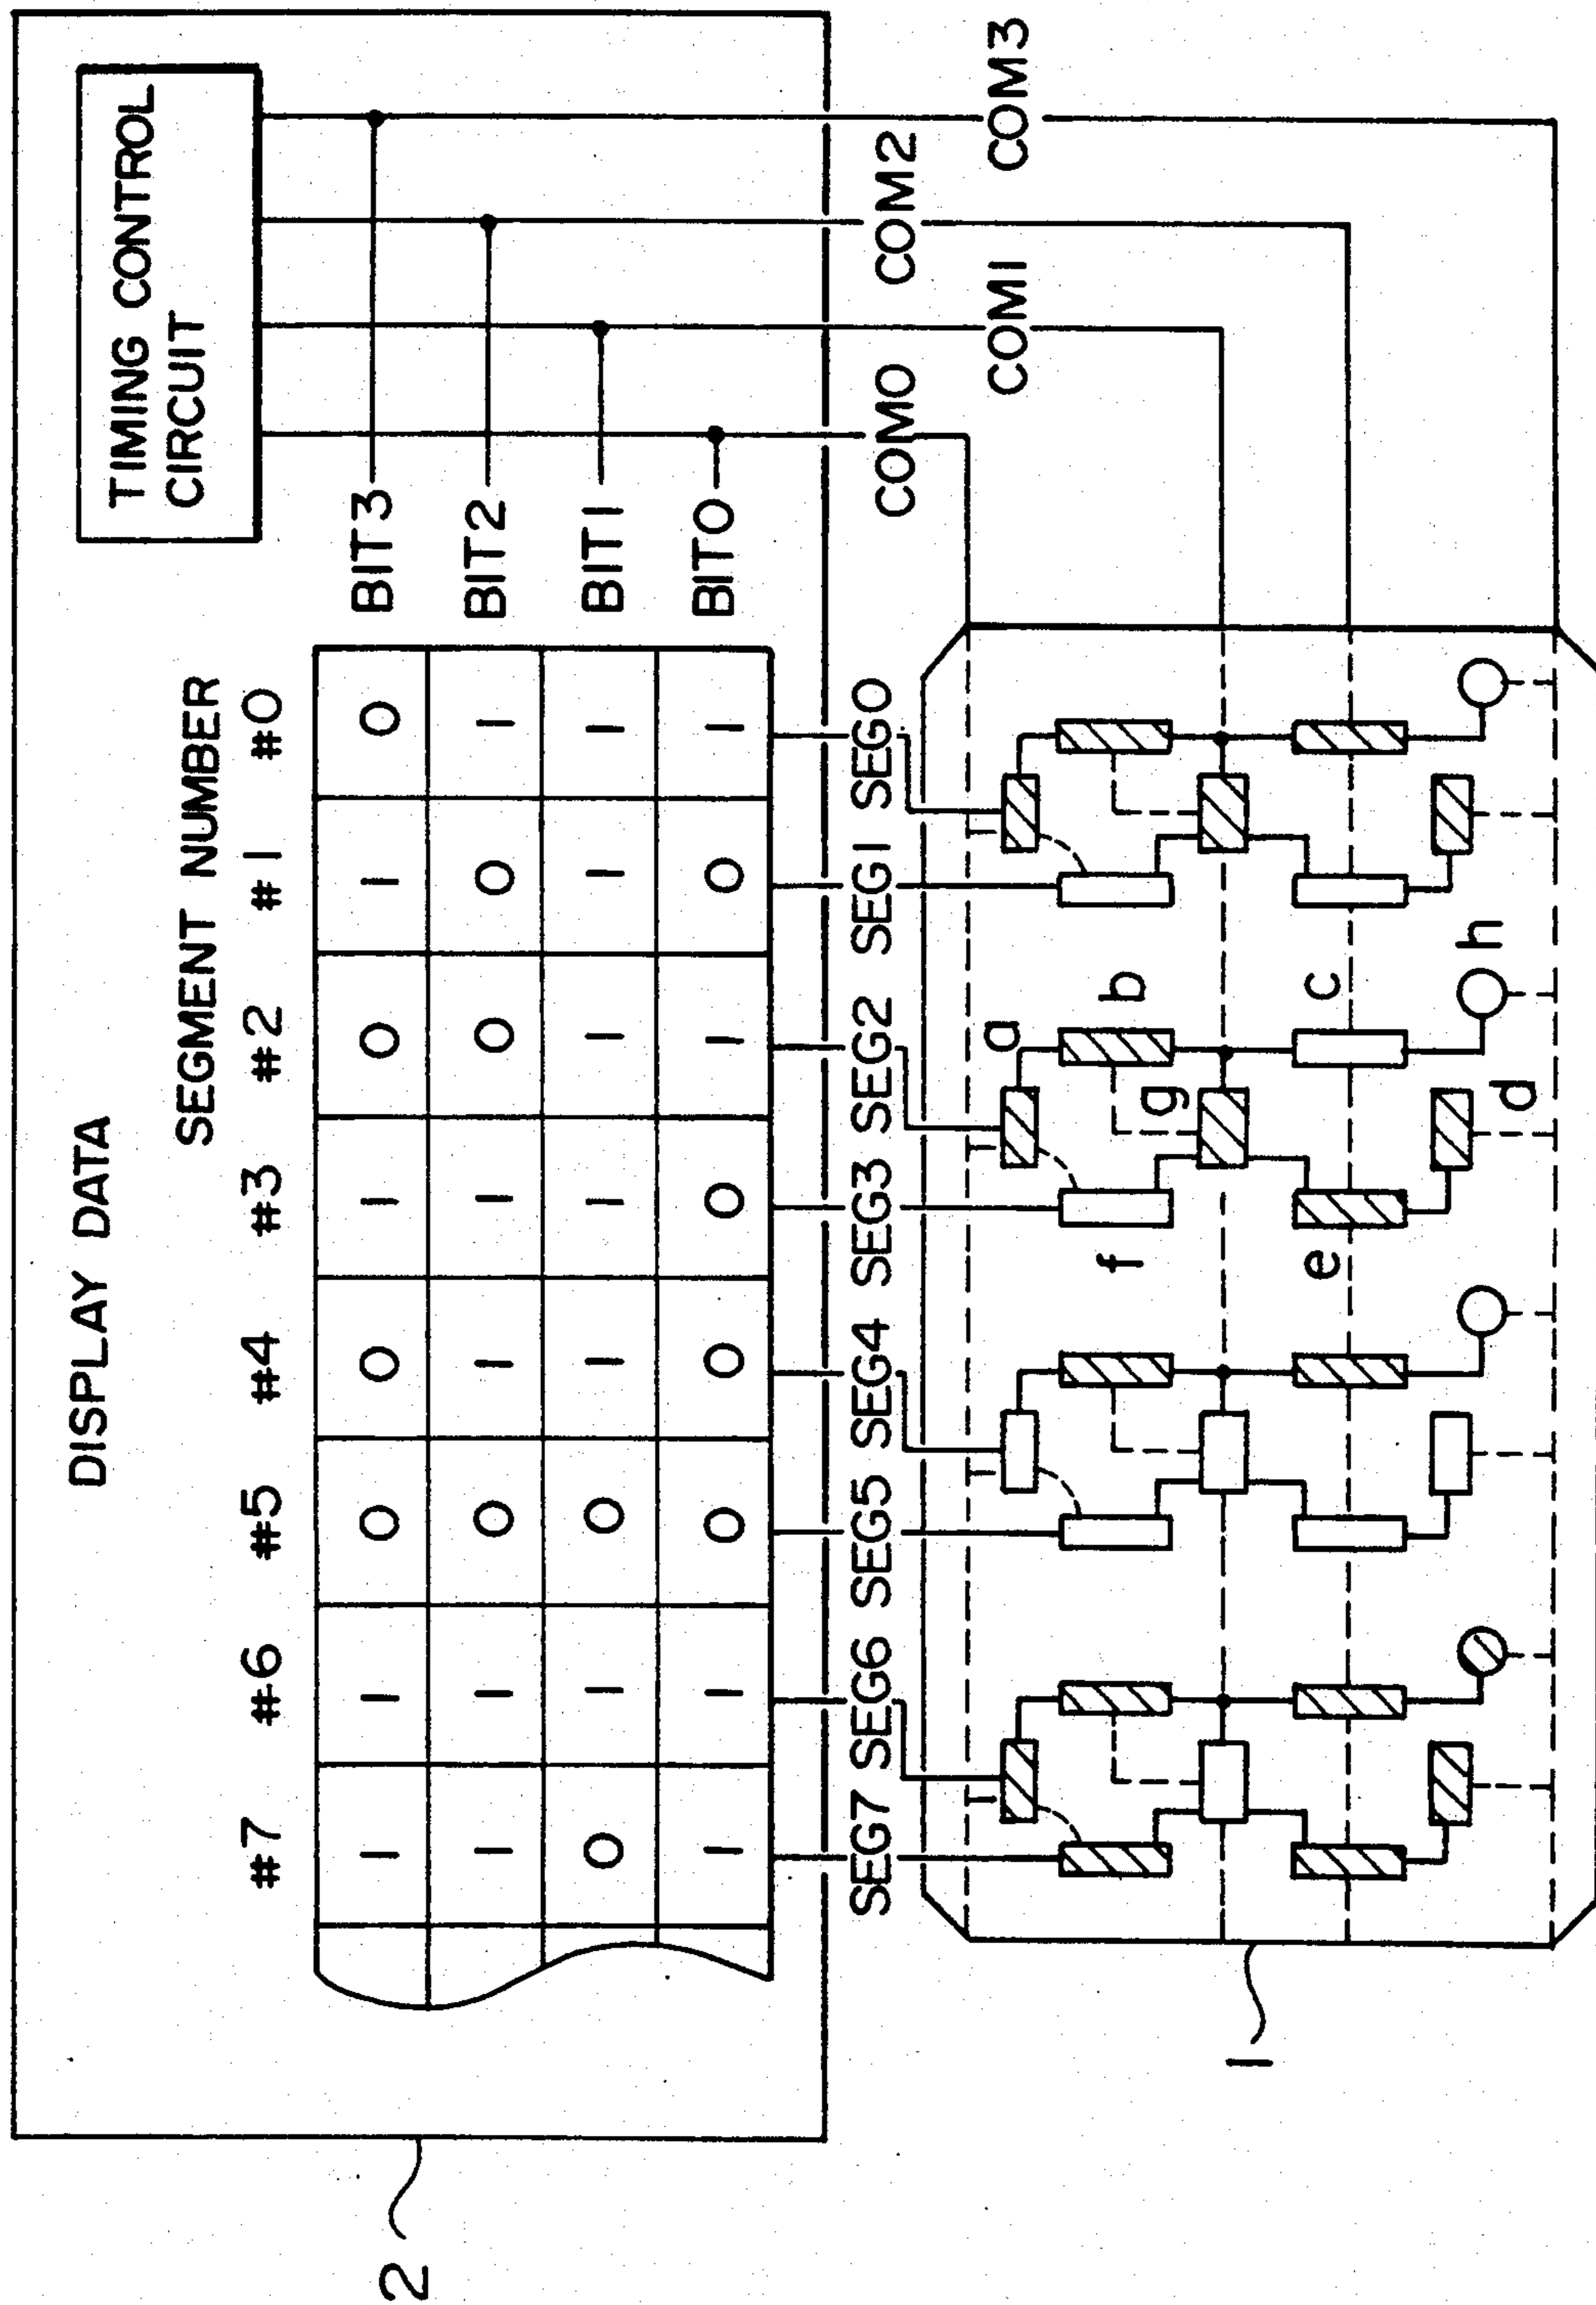 DISPLAY DATA
TIMING CONTROL
CIRCUIT
SEGMENT NUMBER
#7 #6 #5 #4 #3 #2 #1 #0
1 1 0 0 1 0 1 0 BIT3
1 1 0 1 1 0 0 1 BIT2
0 1 0 1 1 1 1 1 BIT1
1 1 0 0 0 1 0 1 BIT0
2
SEG7 SEG6 SEG5 SEG4 SEG3 SEG2 SEG1 SEG0 COM0 COM2
COM1 COM3
a
f b
g
e c
d h
1